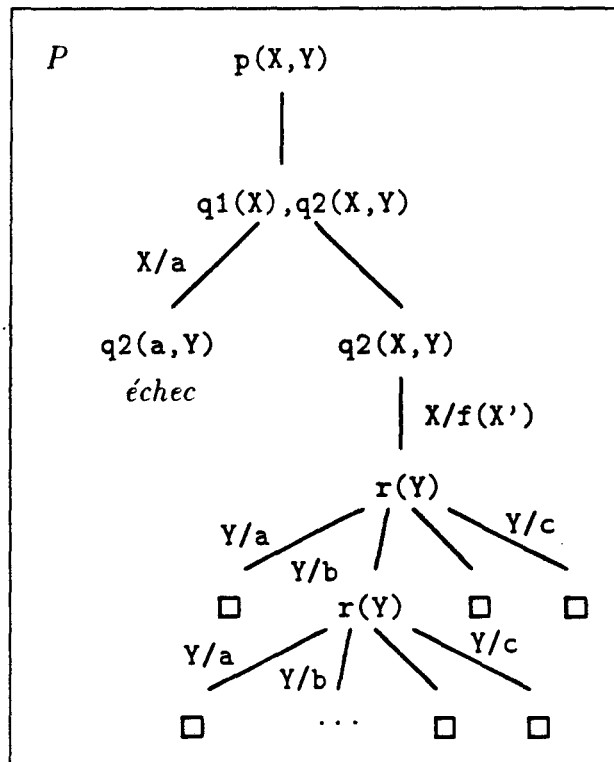 P p(X,Y)
q1(X),q2(X,Y)
X/a
q2(a,Y) q2(X,Y)
échec
X/f(X')
r(Y)
Y/a Y/b Y/c
r(Y)
Y/a Y/b Y/c
...